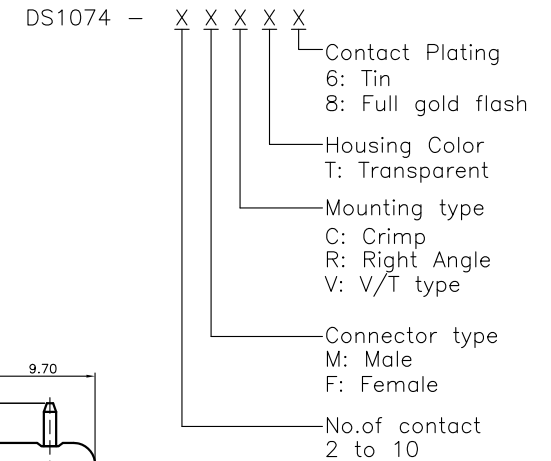 DS1074 - X X X X X
Contact Plating
6: Tin
8: Full gold flash
Housing Color
T: Transparent
Mounting type
C: Crimp
R: Right Angle
V: V/T type
Connector type
M: Male
F: Female
9.70
No.of contact
2 to 10